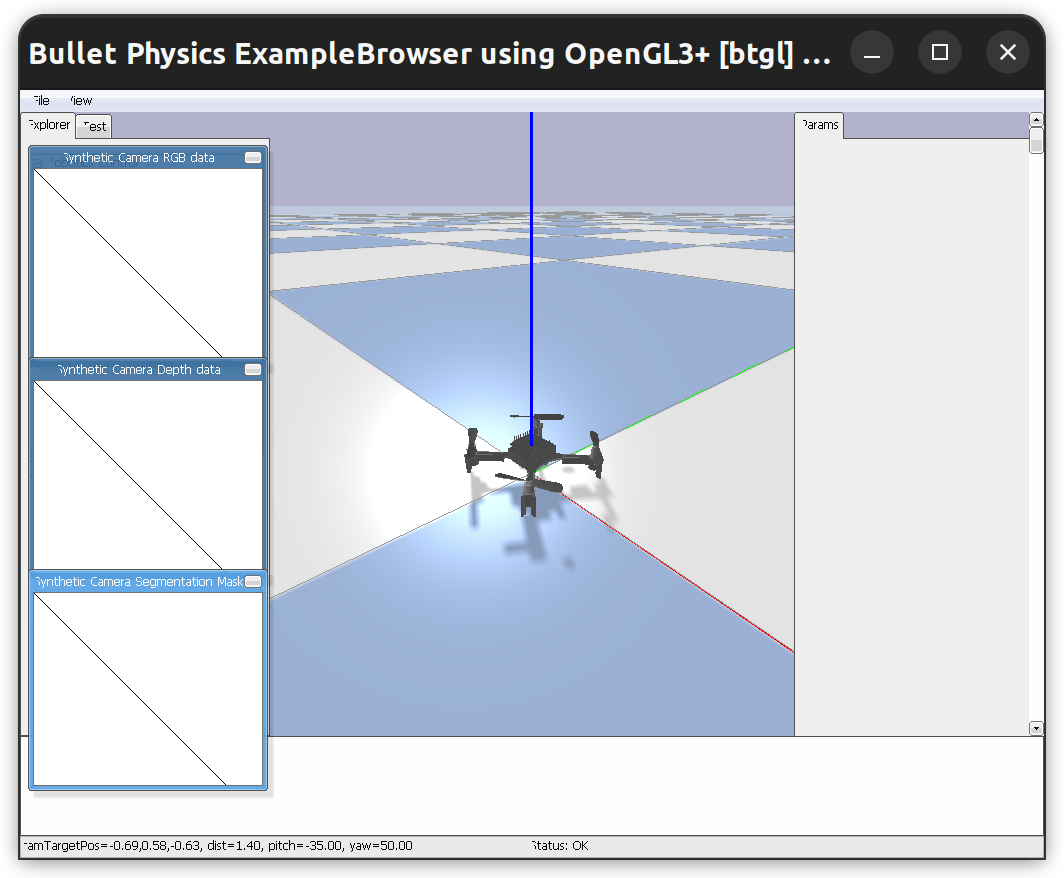 Bullet Physics ExampleBrowser using OpenGL3+ [btgl] ...
File View
Explorer Test
Params
Synthetic Camera RGB data
Synthetic Camera Depth data
Synthetic Camera Segmentation Mask
camTargetPos=-0.69,0.58,-0.63, dist=1.40, pitch=-35.00, yaw=50.00
Status: OK